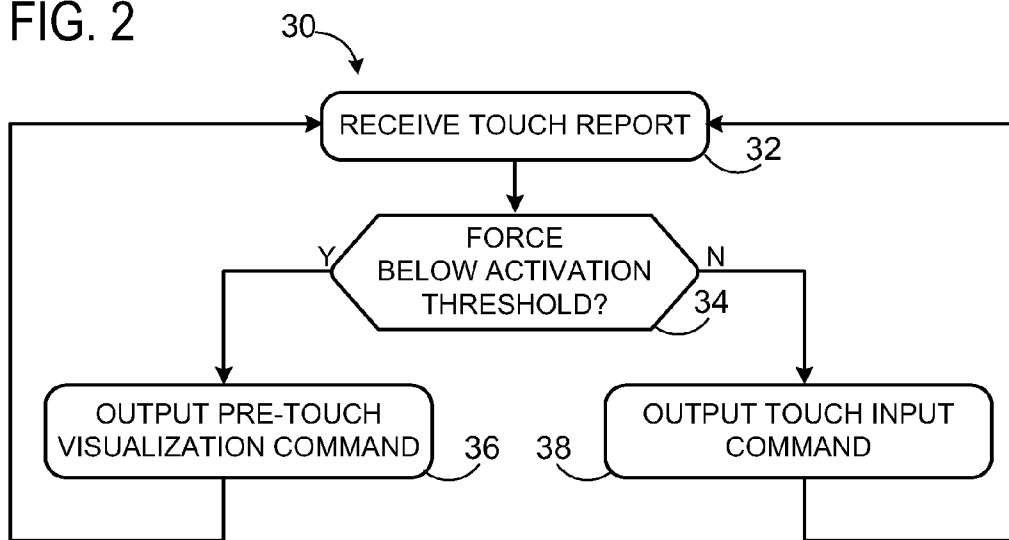 FIG. 2
30
RECEIVE TOUCH REPORT
32
FORCE
BELOW ACTIVATION
THRESHOLD?
Y
N
34
OUTPUT PRE-TOUCH
VISUALIZATION COMMAND
36
OUTPUT TOUCH INPUT
COMMAND
38